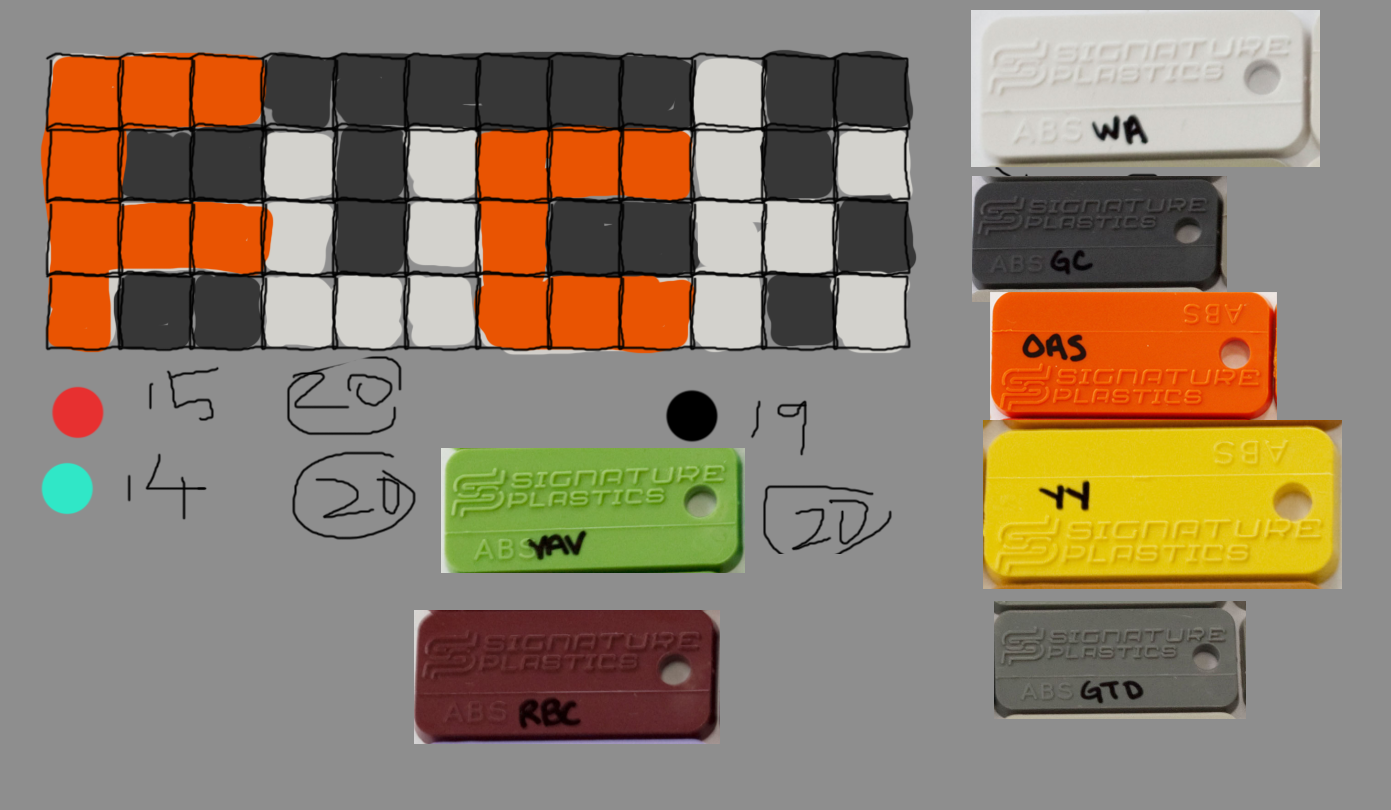 15 20
19
14 20
20
SIGNATURE
PLASTICS
ABS WA
SIGNATURE
PLASTICS
ABS GC
ABS
OAS
SIGNATURE
PLASTICS
ABS
YY
SIGNATURE
PLASTICS
SIGNATURE
PLASTICS
ABS YAV
SIGNATURE
PLASTICS
ABS RBC
SIGNATURE
PLASTICS
ABS GTD